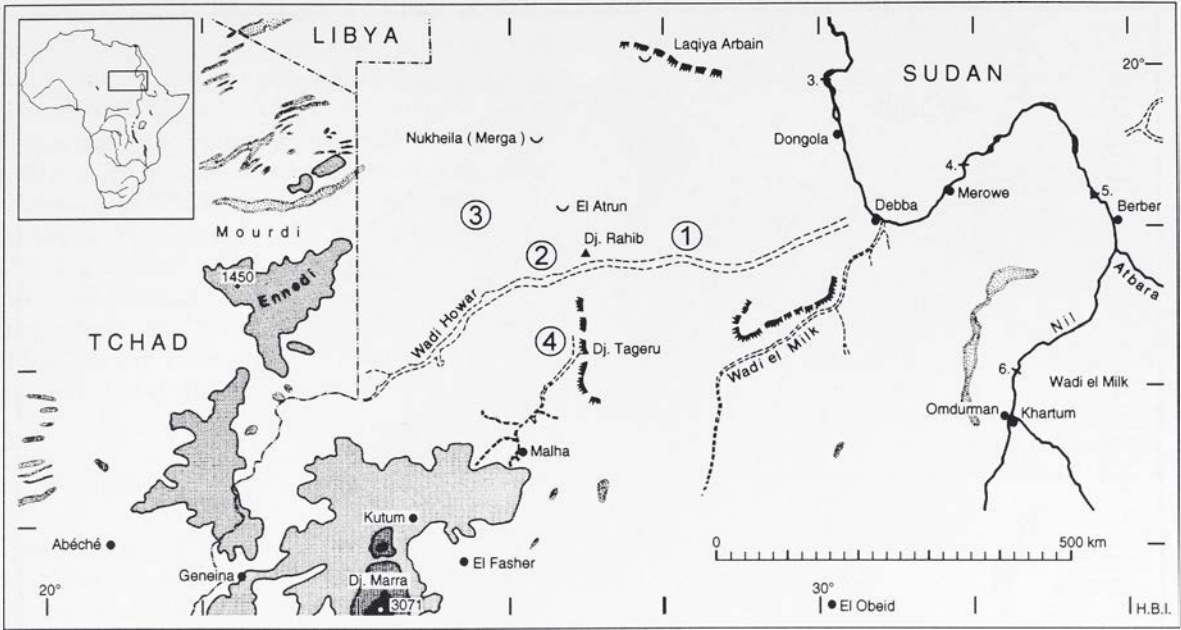 LIBYA
Laqiya Arbain
SUDAN
20°
3.
Nukheila ( Merga )
Dongola
4.
Merowe
5.
Berber
El Atrun
Debba
Mourdi
3
Dj. Rahib
1
2
1450
Ennedi
Atbara
TCHAD
Wadi Howar
4
Dj. Tageru
Wadi el Milk
Nil
6.
Wadi el Milk
Omdurman
Khartum
Malha
Kutum
Abéché
El Fasher
0
500 km
Geneina
Dj. Marra
20°
3071
30°
El Obeid
H.B.I.